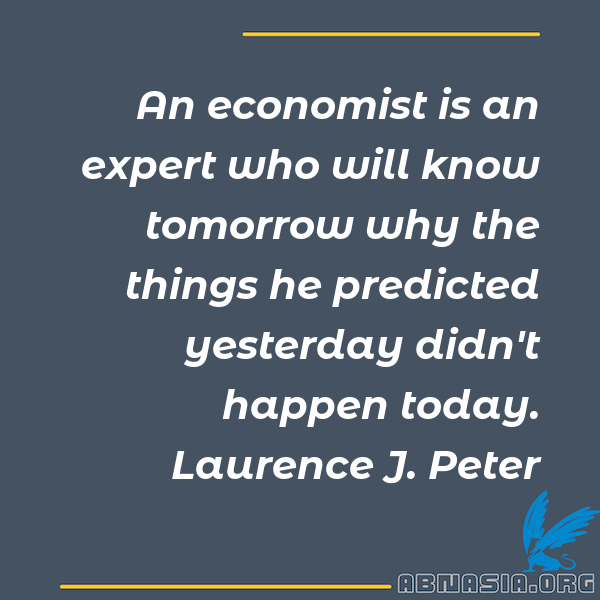 An economist is an
expert who will know
tomorrow why the
things he predicted
yesterday didn't
happen today.
Laurence J. Peter
ABNASIA.ORG